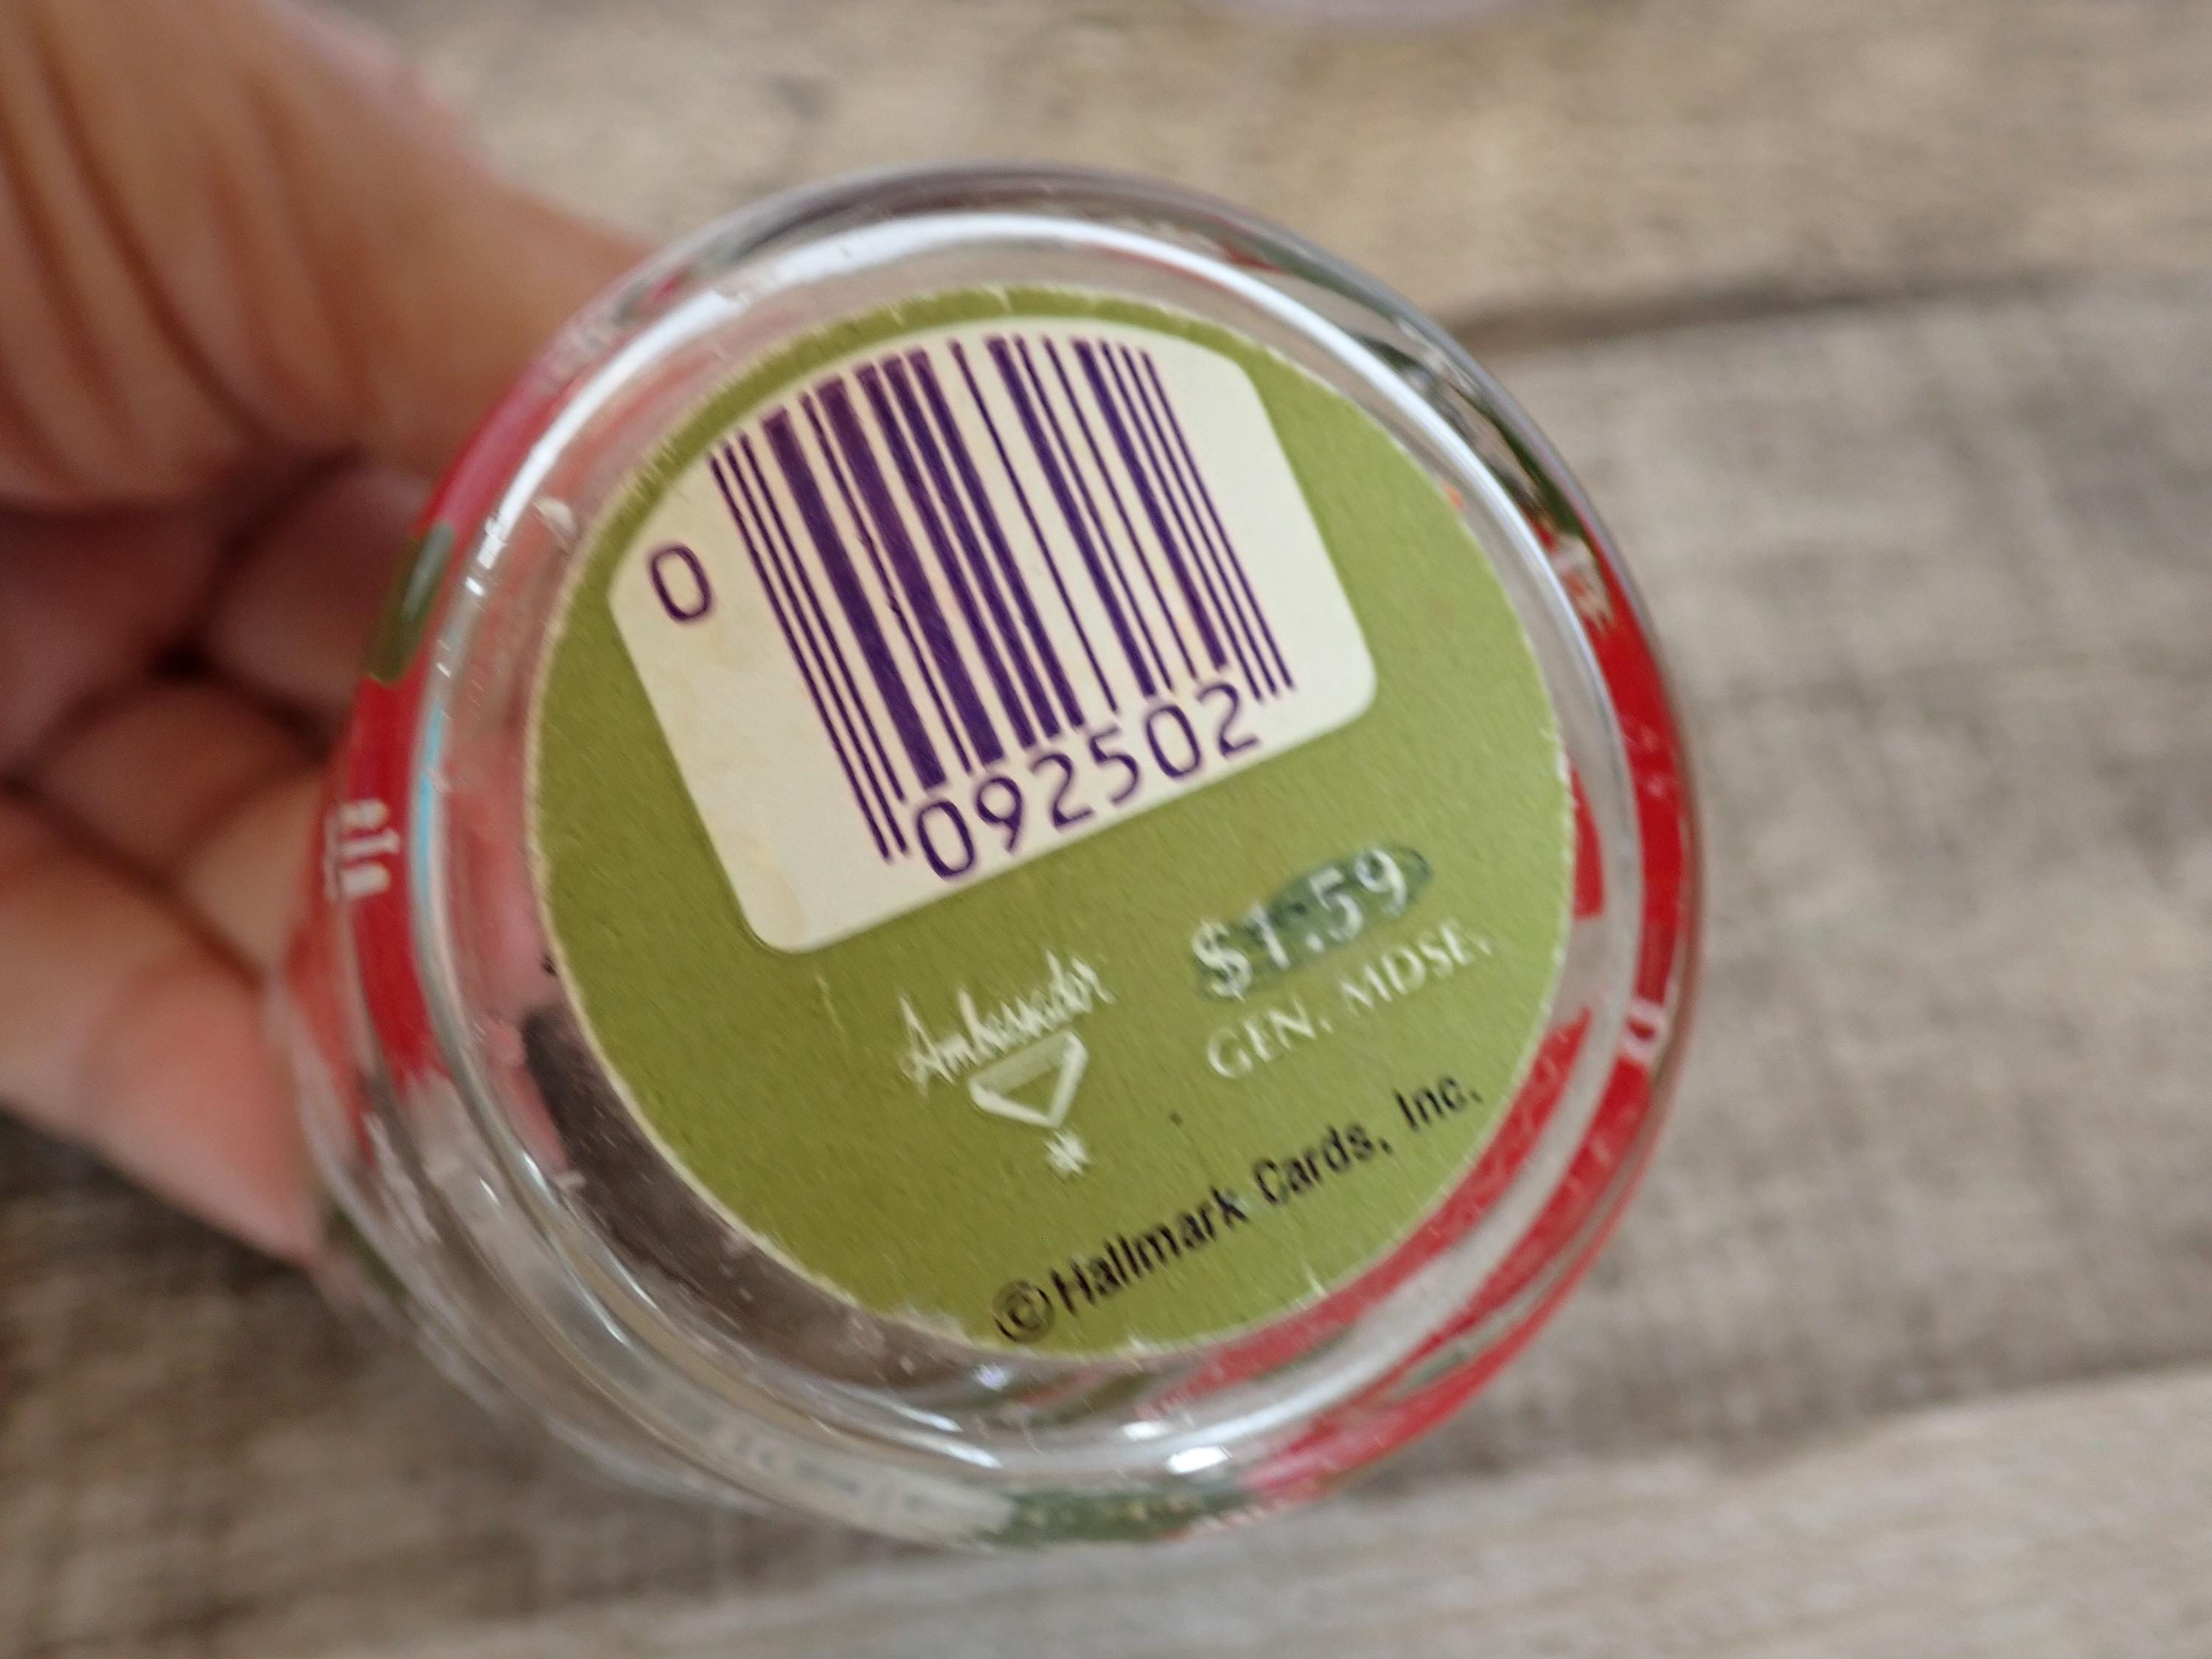 0
092502
$1.59
Ambassador
GEN. MDSE.
©Hallmark Cards, Inc.